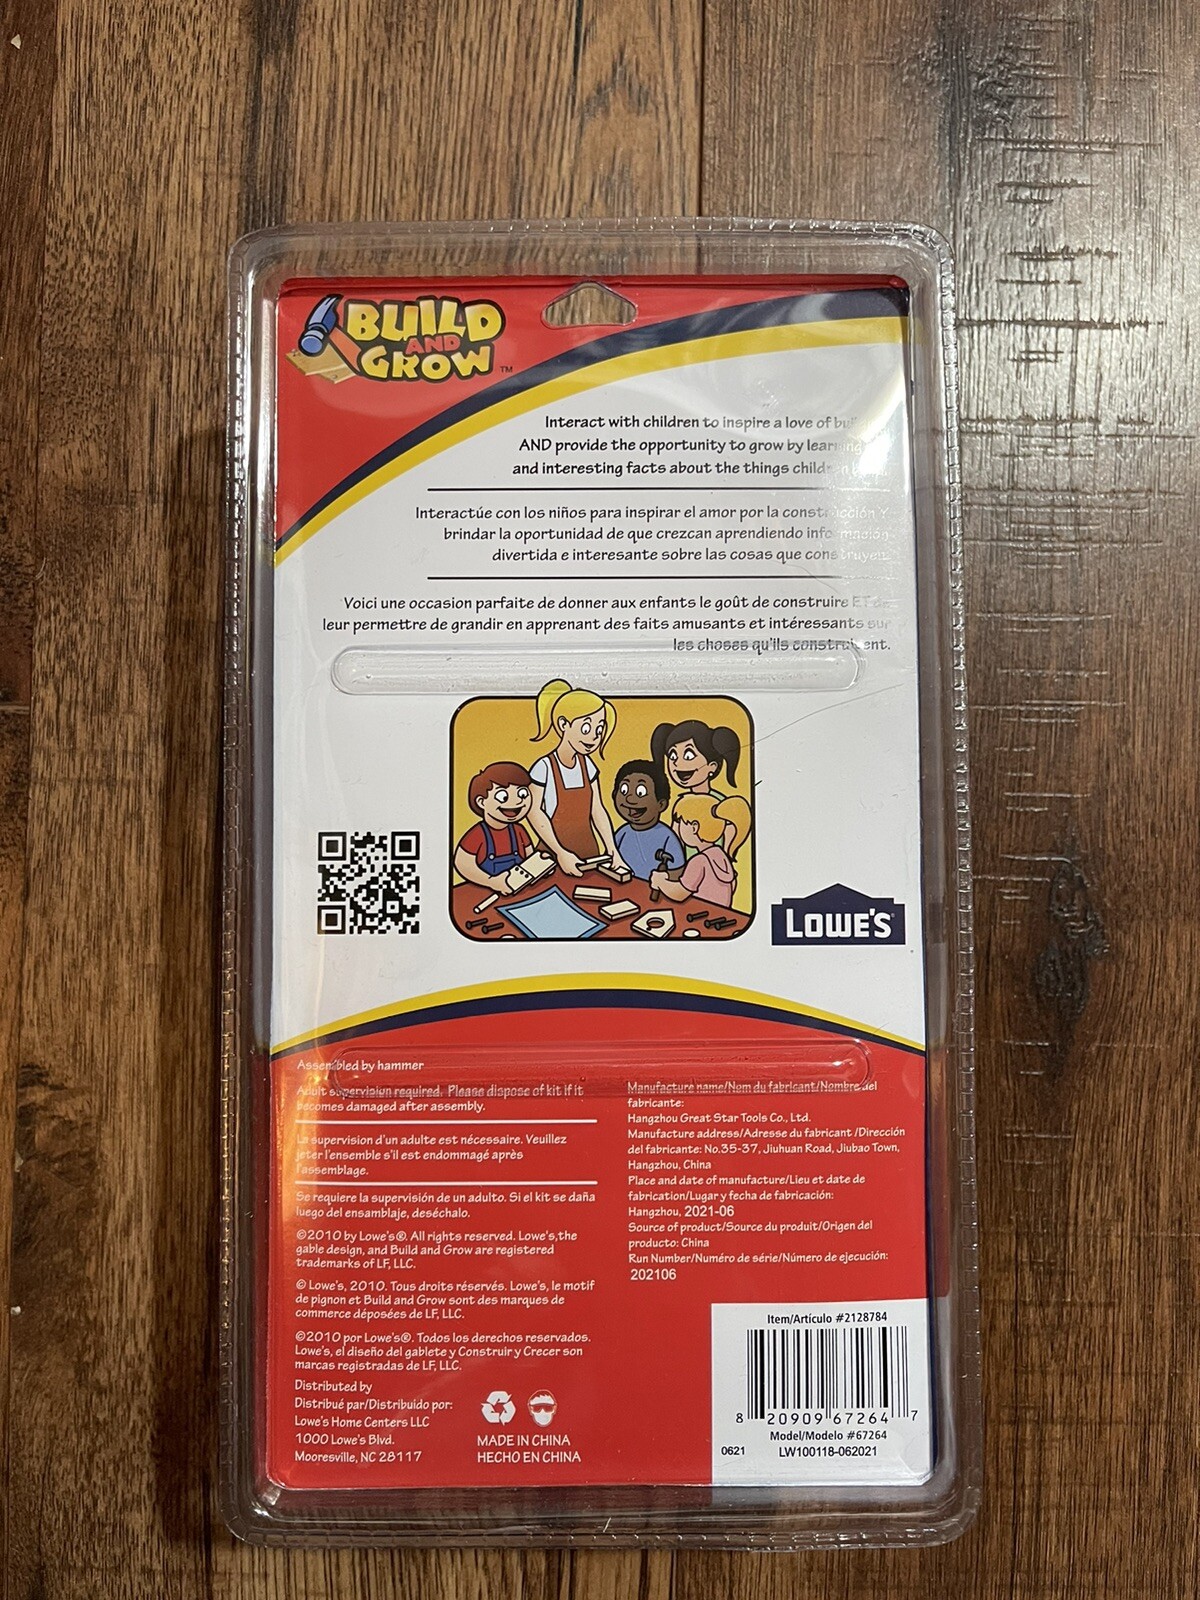 BUILD
AND
GROW™
Interact with children to inspire a love of
AND provide the opportunity to grow by learning
and interesting facts about the things children
Interactúe con los niños para inspirar el amor por la construcción Y
brindar la oportunidad de que crezcan aprendiendo información
divertida e interesante sobre las cosas que construyen.
Voici une occasion parfaite de donner aux enfants le goût de construire ET de
leur permettre de grandir en apprenant des faits amusants et intéressants sur
les choses qu'ils construisent.
LOWE'S
Assembled by hammer
Adult supervision required. Please dispose of kit if it
becomes damaged after assembly.
La supervision d'un adulte est nécessaire. Veuillez
jeter l'ensemble s'il est endommagé après
l'assemblage.
Se requiere la supervisión de un adulto. Si el kit se daña
luego del ensamblaje, deséchalo.
©2010 by Lowe's®. All rights reserved. Lowe's,the
gable design, and Build and Grow are registered
trademarks of LF, LLC.
© Lowe's, 2010. Tous droits réservés. Lowe's, le motif
de pignon et Build and Grow sont des marques de
commerce déposées de LF, LLC.
©2010 por Lowe's®. Todos los derechos reservados.
Lowe's, el diseño del gablete y Construir y Crecer son
marcas registradas de LF, LLC.
Distributed by
Distribué par/Distribuido por:
Lowe's Home Centers LLC
1000 Lowe's Blvd.
Mooresville, NC 28117
MADE IN CHINA
HECHO EN CHINA
Manufacture name/Nom du fabricant/Nombre del
fabricante:
Hangzhou Great Star Tools Co., Ltd.
Manufacture address/Adresse du fabricant /Dirección
del fabricante: No.35-37, Jiuhuan Road, Jiubao Town,
Hangzhou, China
Place and date of manufacture/Lieu et date de
fabrication/Lugar y fecha de fabricación:
Hangzhou, 2021-06
Source of product/Source du produit/Origen del
producto: China
Run Number/Numéro de série/Número de ejecución:
202106
Item/Artículo #2128784
8 20909 67264 7
Model/Modelo #67264
0621 LW100118-062021